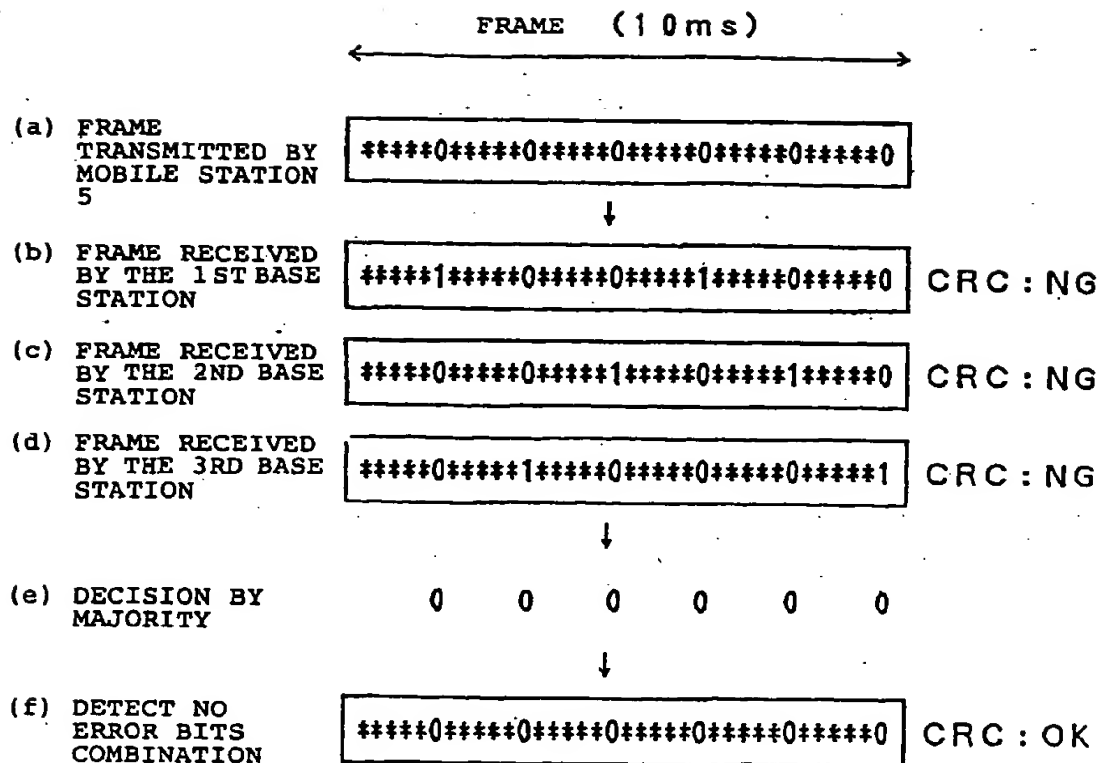 FRAME (10ms)
(a) FRAME
TRANSMITTED BY
MOBILE STATION
5
‡‡‡‡‡0‡‡‡‡‡0‡‡‡‡‡0‡‡‡‡‡0‡‡‡‡‡0‡‡‡‡‡0
(b) FRAME RECEIVED
BY THE 1ST BASE
STATION
‡‡‡‡‡1‡‡‡‡‡0‡‡‡‡‡0‡‡‡‡‡1‡‡‡‡‡0‡‡‡‡‡0 CRC:NG
(c) FRAME RECEIVED
BY THE 2ND BASE
STATION
‡‡‡‡‡0‡‡‡‡‡0‡‡‡‡‡1‡‡‡‡‡0‡‡‡‡‡1‡‡‡‡‡0 CRC:NG
(d) FRAME RECEIVED
BY THE 3RD BASE
STATION
‡‡‡‡‡0‡‡‡‡‡1‡‡‡‡‡0‡‡‡‡‡0‡‡‡‡‡0‡‡‡‡‡1 CRC:NG
(e) DECISION BY
MAJORITY
0 0 0 0 0 0
(f) DETECT NO
ERROR BITS
COMBINATION
‡‡‡‡‡0‡‡‡‡‡0‡‡‡‡‡0‡‡‡‡‡0‡‡‡‡‡0‡‡‡‡‡0 CRC:OK